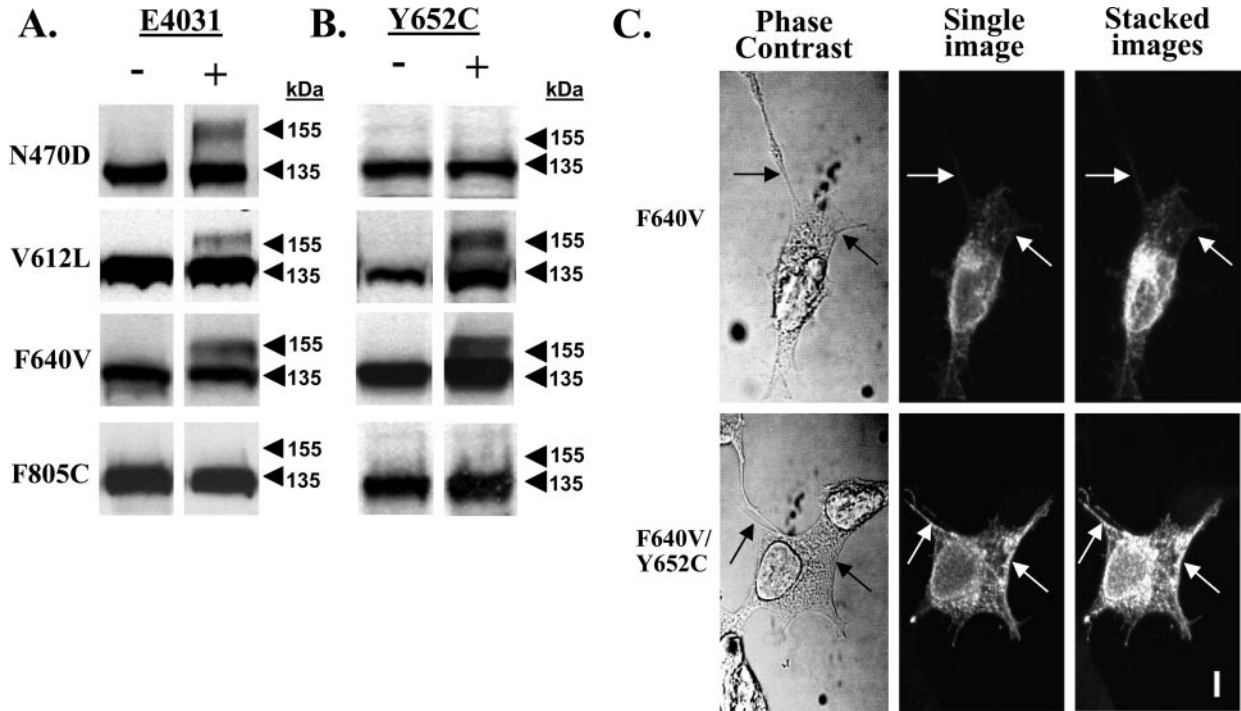 A.
E4031
- +
kDa
B.
Y652C
- +
kDa
N470D
155
135
155
135
V612L
155
135
155
135
F640V
155
135
155
135
F805C
155
135
155
135
C.
Phase
Contrast
Single
image
Stacked
images
F640V
F640V/
Y652C